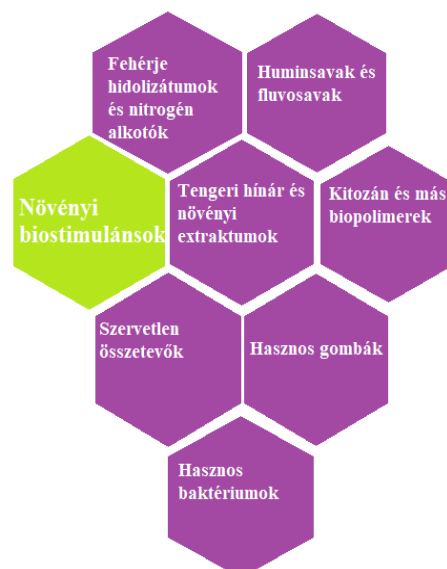 Fehérje
hidolizátumok
és nitrogén
alkotók
Huminsavak és
fluvosavak
Növényi
biostimulánsok
Tengeri hínár és
növényi
extraktumok
Kitozán és más
biopolimerek
Szervetlen
összetevők
Hasznos gombák
Hasznos
baktériumok